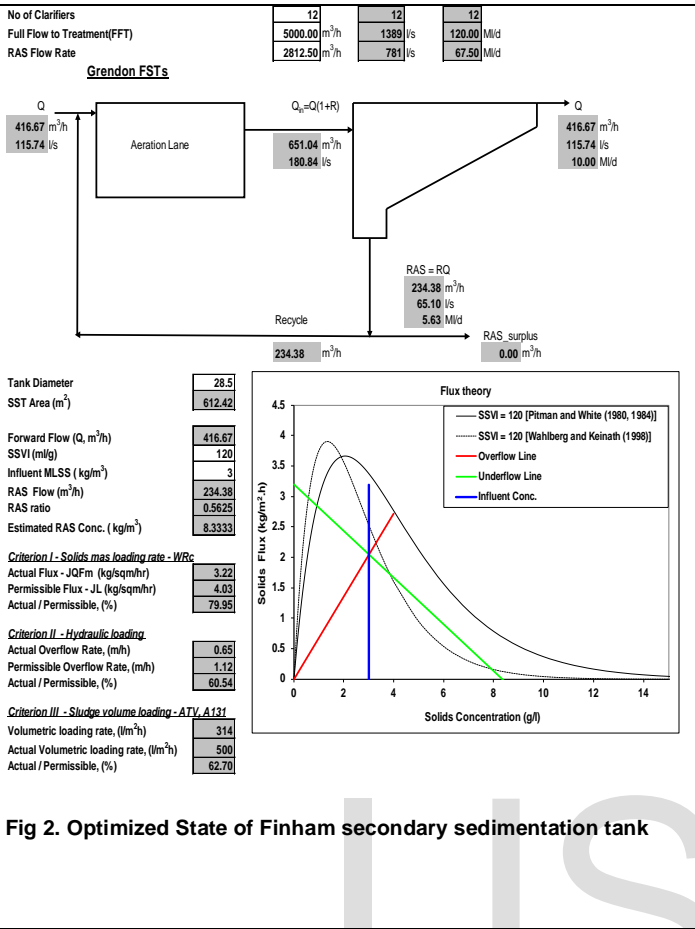 No of Clarifiers 12 12 12
Full Flow to Treatment(FFT) 5000.00 m³/h 1389 l/s 120.00 Ml/d
RAS Flow Rate 2812.50 m³/h 781 l/s 67.50 Ml/d
Grendon FSTs
Q Qin=Q(1+R) Q
416.67 m³/h 416.67 m³/h
115.74 l/s Aeration Lane 651.04 m³/h 115.74 l/s
180.84 l/s 10.00 Ml/d
RAS = RQ
234.38 m³/h
65.10 l/s
Recycle 5.63 Ml/d
RAS_surplus
234.38 m³/h 0.00 m³/h
Tank Diameter 28.5
SST Area (m²) 612.42
Forward Flow (Q, m³/h) 416.67
SSVI (ml/g) 120
Influent MLSS ( kg/m³) 3
RAS Flow (m³/h) 234.38
RAS ratio 0.5625
Estimated RAS Conc. ( kg/m³) 8.3333
Criterion I - Solids mas loading rate - WRc
Actual Flux - JQFm (kg/sqm/hr) 3.22
Permissible Flux - JL (kg/sqm/hr) 4.03
Actual / Permissible, (%) 79.95
Criterion II - Hydraulic loading
Actual Overflow Rate, (m/h) 0.65
Permissible Overflow Rate, (m/h) 1.12
Actual / Permissible, (%) 60.54
Criterion III - Sludge volume loading - ATV, A131
Volumetric loading rate, (l/m²h) 314
Actual Volumetric loading rate, (l/m²h) 500
Actual / Permissible, (%) 62.70
Flux theory
SSVI = 120 [Pitman and White (1980, 1984)]
SSVI = 120 [Wahlberg and Keinath (1998)]
Overflow Line
Underflow Line
Influent Conc.
Solids Flux (kg/m².h)
4.5
4
3.5
3
2.5
2
1.5
1
0.5
0
0 2 4 6 8 10 12 14
Solids Concentration (g/l)
Fig 2. Optimized State of Finham secondary sedimentation tank
US